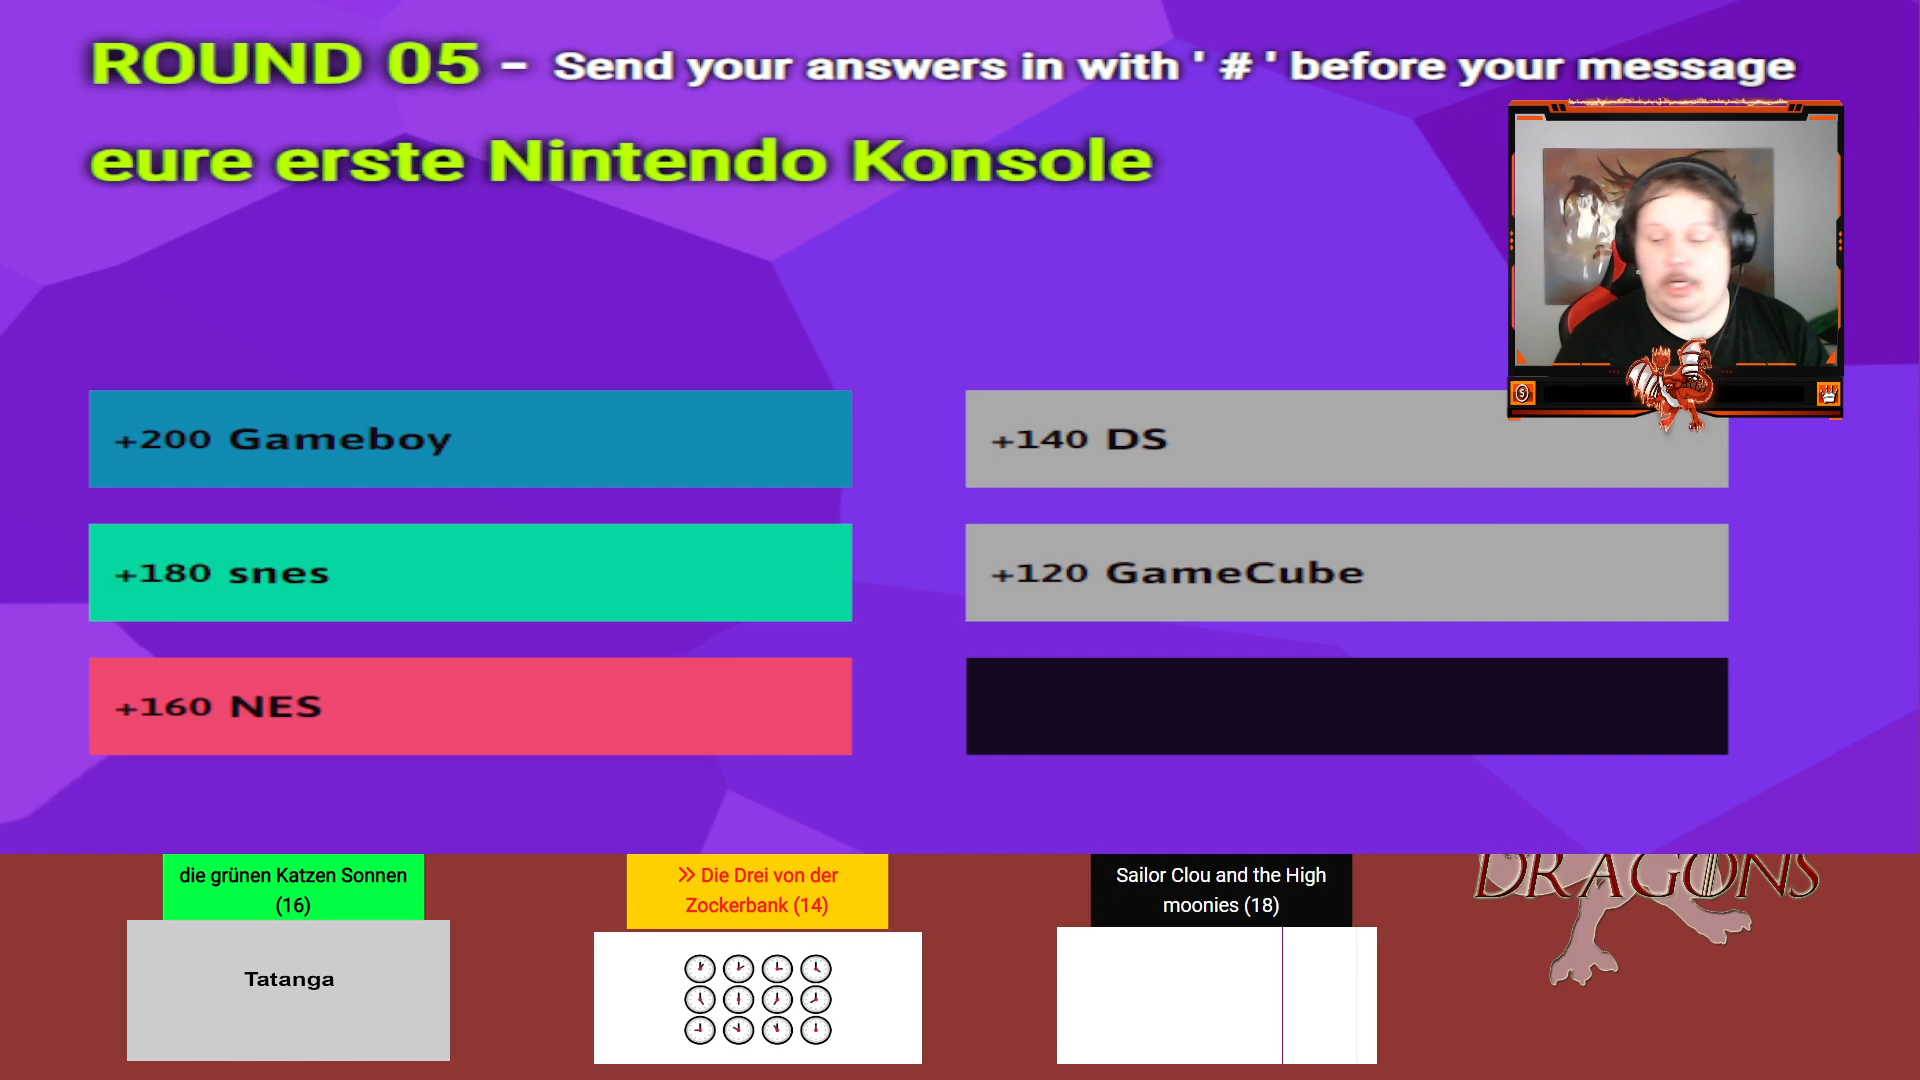 ROUND 05 - Send your answers in with ' # ' before your message
eure erste Nintendo Konsole
+200 Gameboy
+140 DS
+180 snes
+120 GameCube
+160 NES
die grünen Katzen Sonnen
(16)
Die Drei von der
Zockerbank (14)
Sailor Clou and the High
moonies (18)
DRAGONS
Tatanga